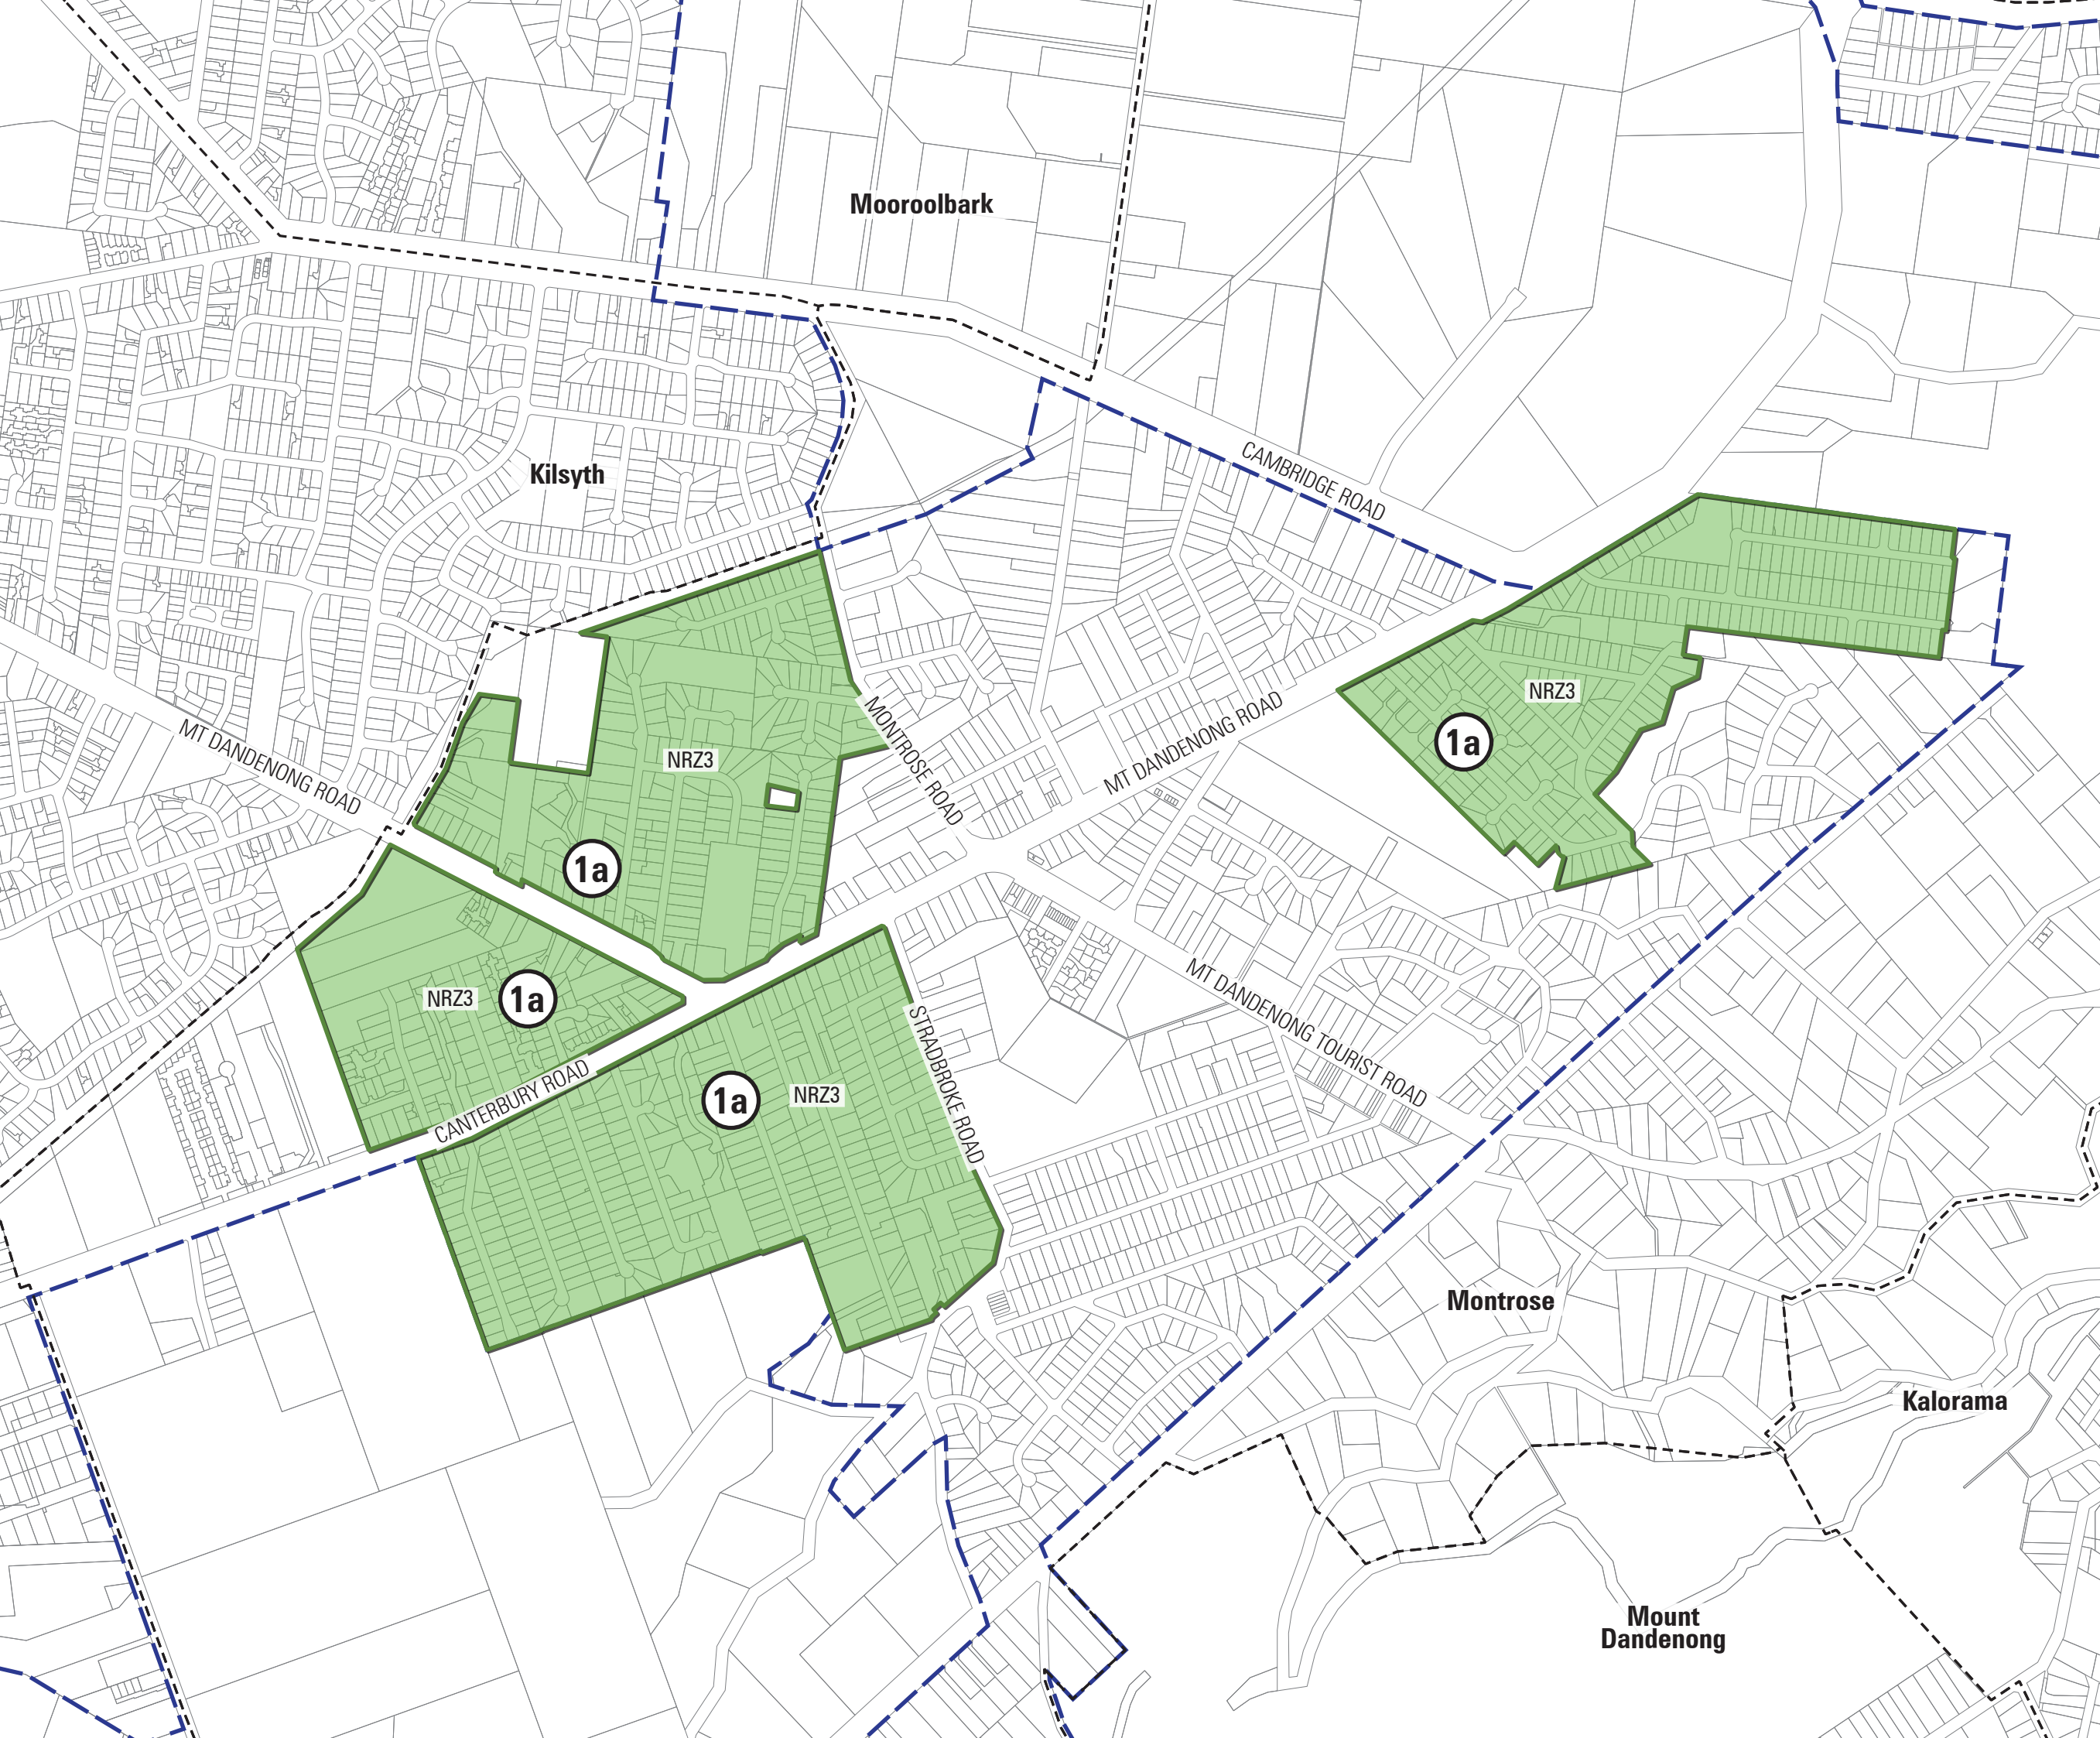 Mooroolbark
Kilsyth
CAMBRIDGE ROAD
NRZ3
1a
MT DANDENONG ROAD
MONTROSE ROAD
MT DANDENONG ROAD
NRZ3
1a
NRZ3
1a
MT DANDENONG TOURIST ROAD
STRADBROKE ROAD
CANTERBURY ROAD
1a
NRZ3
Montrose
Kalorama
Mount
Dandenong